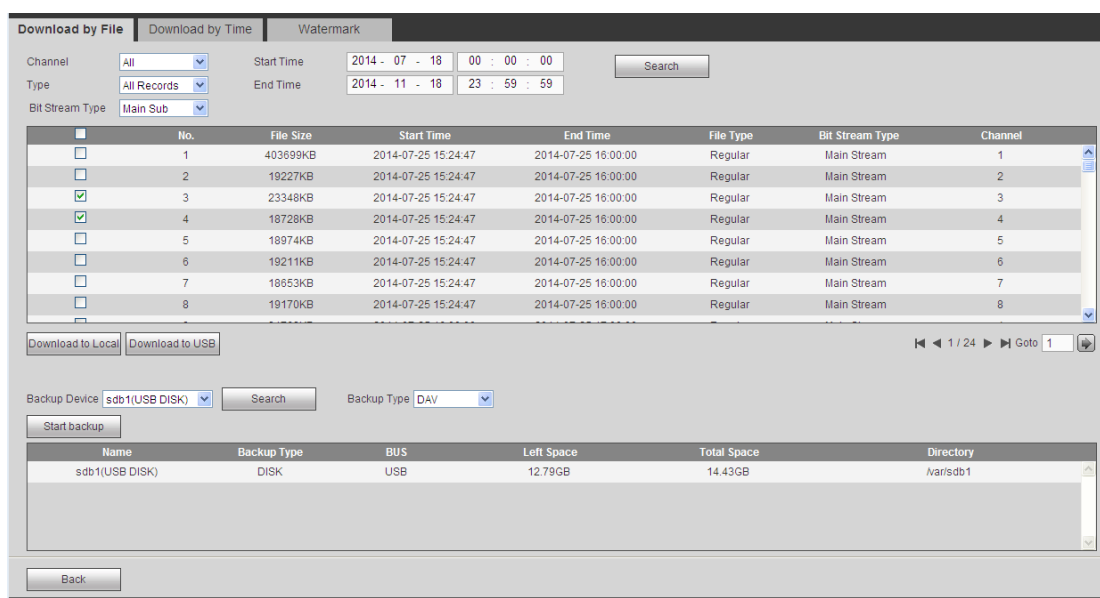 Download by File Download by Time Watermark
Channel All Start Time 2014 - 07 - 18 00 : 00 : 00 Search
Type All Records End Time 2014 - 11 - 18 23 : 59 : 59
Bit Stream Type Main Sub
No. File Size Start Time End Time File Type Bit Stream Type Channel
1 403699KB 2014-07-25 15:24:47 2014-07-25 16:00:00 Regular Main Stream 1
2 19227KB 2014-07-25 15:24:47 2014-07-25 16:00:00 Regular Main Stream 2
3 23348KB 2014-07-25 15:24:47 2014-07-25 16:00:00 Regular Main Stream 3
4 18728KB 2014-07-25 15:24:47 2014-07-25 16:00:00 Regular Main Stream 4
5 18974KB 2014-07-25 15:24:47 2014-07-25 16:00:00 Regular Main Stream 5
6 19211KB 2014-07-25 15:24:47 2014-07-25 16:00:00 Regular Main Stream 6
7 18653KB 2014-07-25 15:24:47 2014-07-25 16:00:00 Regular Main Stream 7
8 19170KB 2014-07-25 15:24:47 2014-07-25 16:00:00 Regular Main Stream 8
Download to Local Download to USB 1 / 24 Goto 1
Backup Device sdb1(USB DISK) Search Backup Type DAV
Start backup
Name Backup Type BUS Left Space Total Space Directory
sdb1(USB DISK) DISK USB 12.79GB 14.43GB /var/sdb1
Back